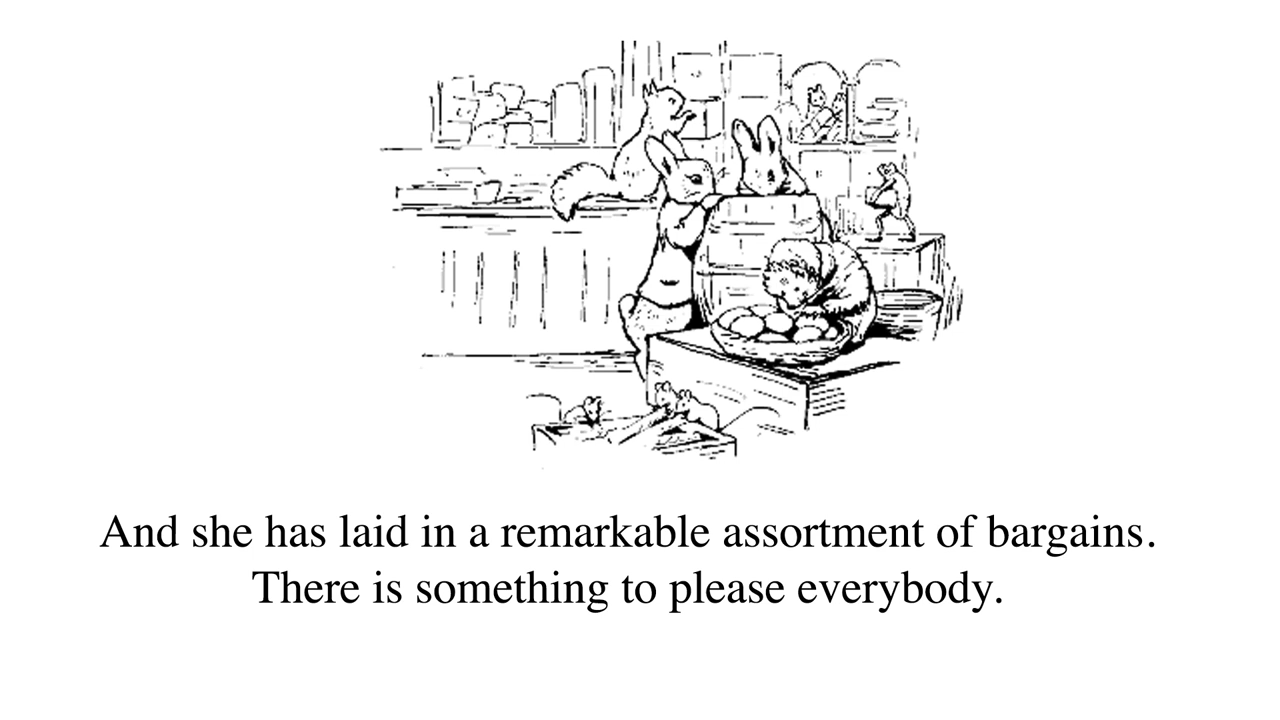 And she has laid in a remarkable assortment of bargains.
There is something to please everybody.